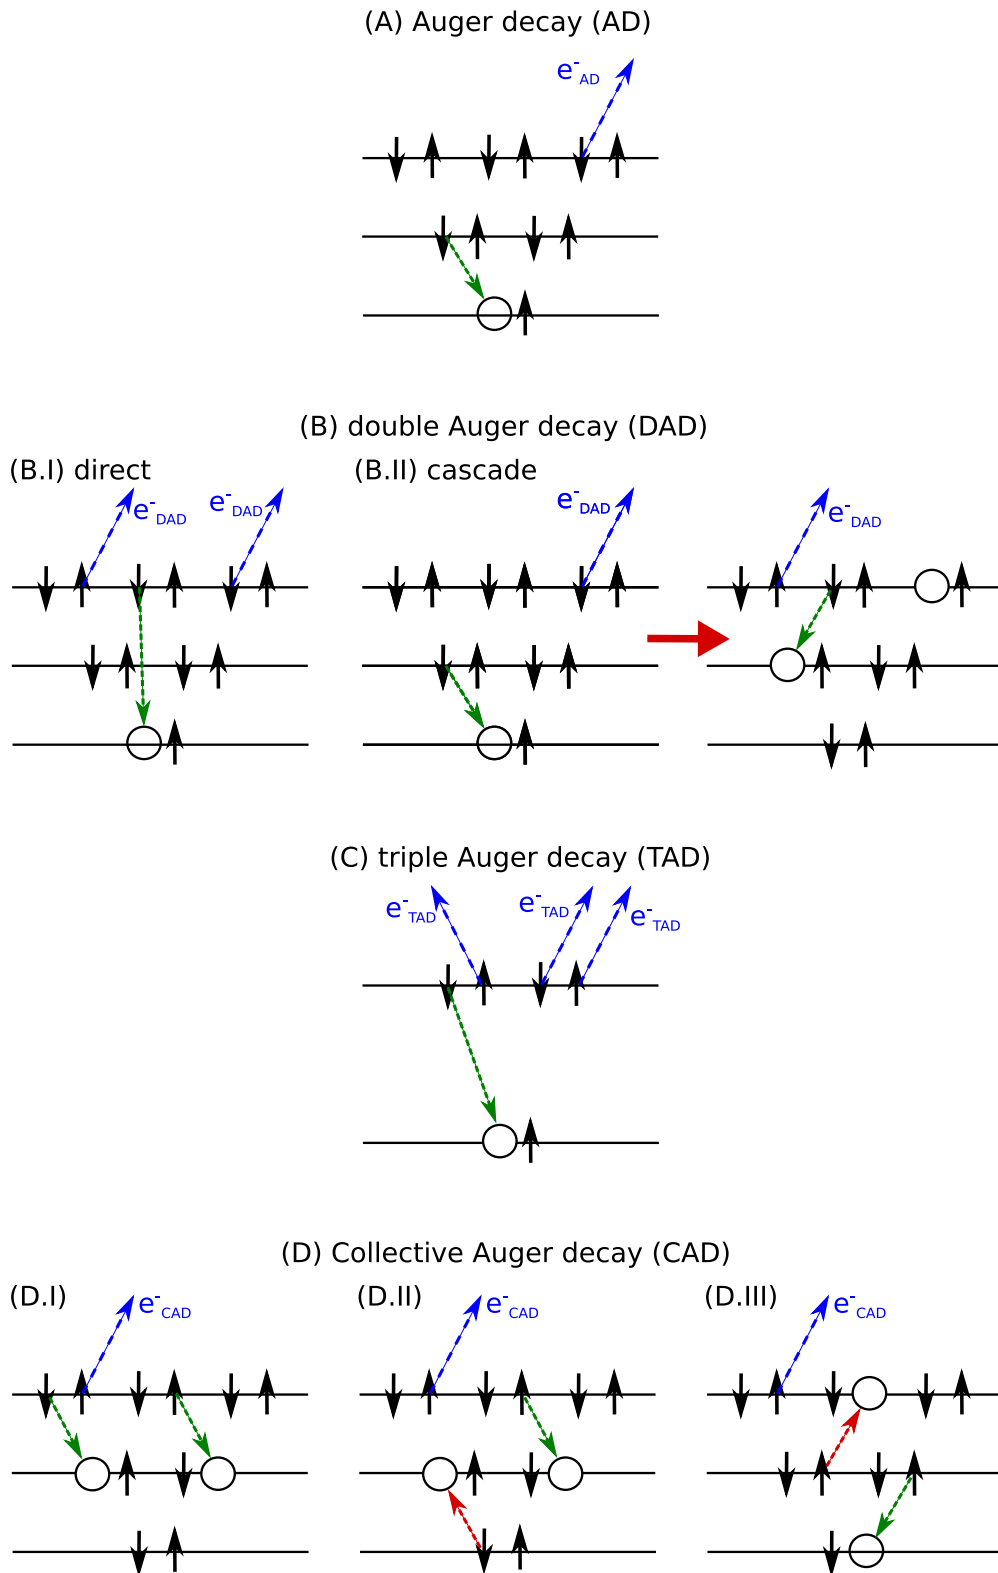 (A) Auger decay (AD)
e⁻AD
(B) double Auger decay (DAD)
(B.I) direct
(B.II) cascade
e⁻DAD
e⁻DAD
e⁻DAD
e⁻DAD
(C) triple Auger decay (TAD)
e⁻TAD
e⁻TAD
e⁻TAD
(D) Collective Auger decay (CAD)
(D.I)
(D.II)
(D.III)
e⁻CAD
e⁻CAD
e⁻CAD